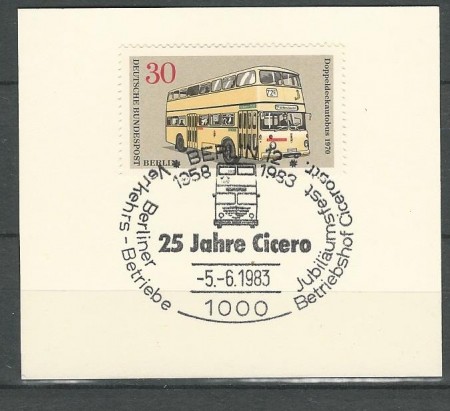 30
DEUTSCHE BUNDESPOST
BERLIN
Doppeldeckautobus 1970
BERLIN 12
1958 1983
Berliner
Verkehrs-Betriebe
25 Jahre Cicero
Jubiläumsfest
Betriebshof Cicerostr.
-5.-6.1983
1000